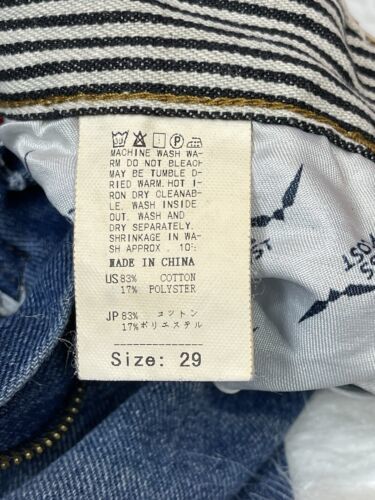 MACHINE WASH WA-
RM DO NOT BLEACH
MAY BE TUMBLE D-
RIED WARM. HOT I-
RON DRY CLEANAB-
LE. WASH INSIDE
OUT. WASH AND
DRY SEPARATELY.
SHRINKAGE IN WA-
SH APPROX . 10%
MADE IN CHINA
US 83% COTTON
17% POLYSTER
JP 83% コットン
17% ポリエステル
Size: 29